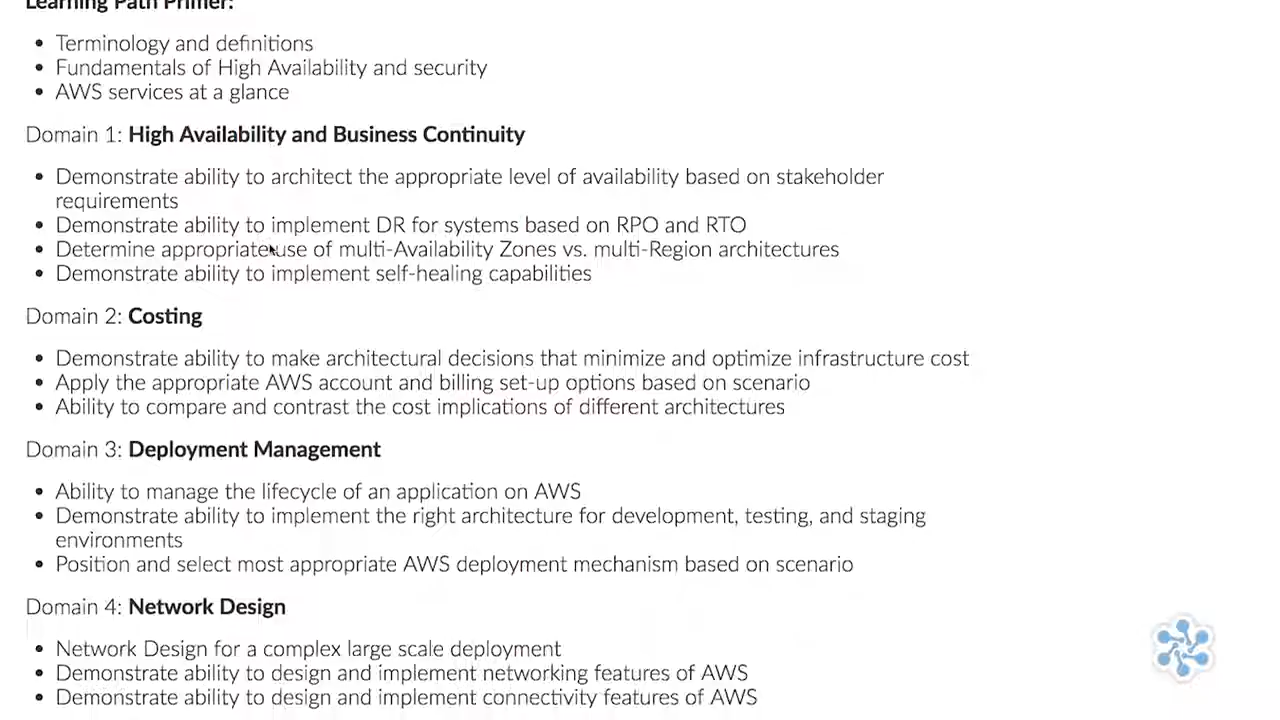 Learning Path Primer:
• Terminology and definitions
• Fundamentals of High Availability and security
• AWS services at a glance
Domain 1: High Availability and Business Continuity
• Demonstrate ability to architect the appropriate level of availability based on stakeholder
requirements
• Demonstrate ability to implement DR for systems based on RPO and RTO
• Determine appropriate use of multi-Availability Zones vs. multi-Region architectures
• Demonstrate ability to implement self-healing capabilities
Domain 2: Costing
• Demonstrate ability to make architectural decisions that minimize and optimize infrastructure cost
• Apply the appropriate AWS account and billing set-up options based on scenario
• Ability to compare and contrast the cost implications of different architectures
Domain 3: Deployment Management
• Ability to manage the lifecycle of an application on AWS
• Demonstrate ability to implement the right architecture for development, testing, and staging
environments
• Position and select most appropriate AWS deployment mechanism based on scenario
Domain 4: Network Design
• Network Design for a complex large scale deployment
• Demonstrate ability to design and implement networking features of AWS
• Demonstrate ability to design and implement connectivity features of AWS